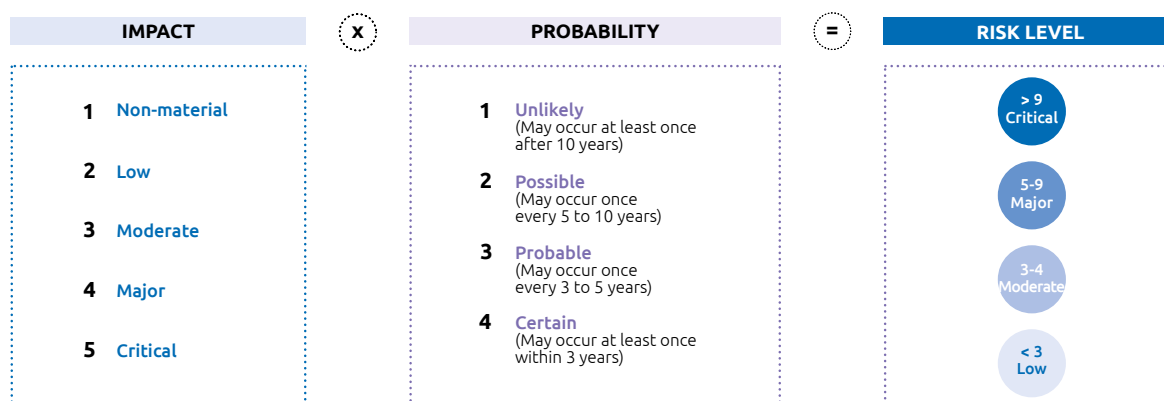 IMPACT
x
PROBABILITY
=
RISK LEVEL
1 Non-material
2 Low
3 Moderate
4 Major
5 Critical
1 Unlikely
(May occur at least once
after 10 years)
2 Possible
(May occur once
every 5 to 10 years)
3 Probable
(May occur once
every 3 to 5 years)
4 Certain
(May occur at least once
within 3 years)
> 9
Critical
5-9
Major
3-4
Moderate
< 3
Low